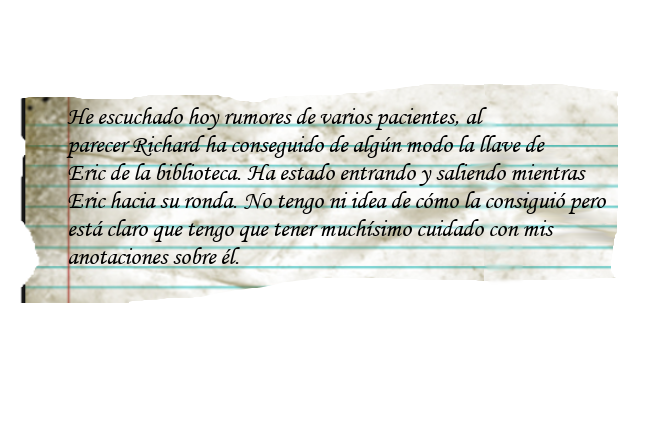 He escuchado hoy rumores de varios pacientes, al
parecer Richard ha conseguido de algún modo la llave de
Eric de la biblioteca. Ha estado entrando y saliendo mientras
Eric hacia su ronda. No tengo ni idea de cómo la consiguió pero
está claro que tengo que tener muchísimo cuidado con mis
anotaciones sobre él.